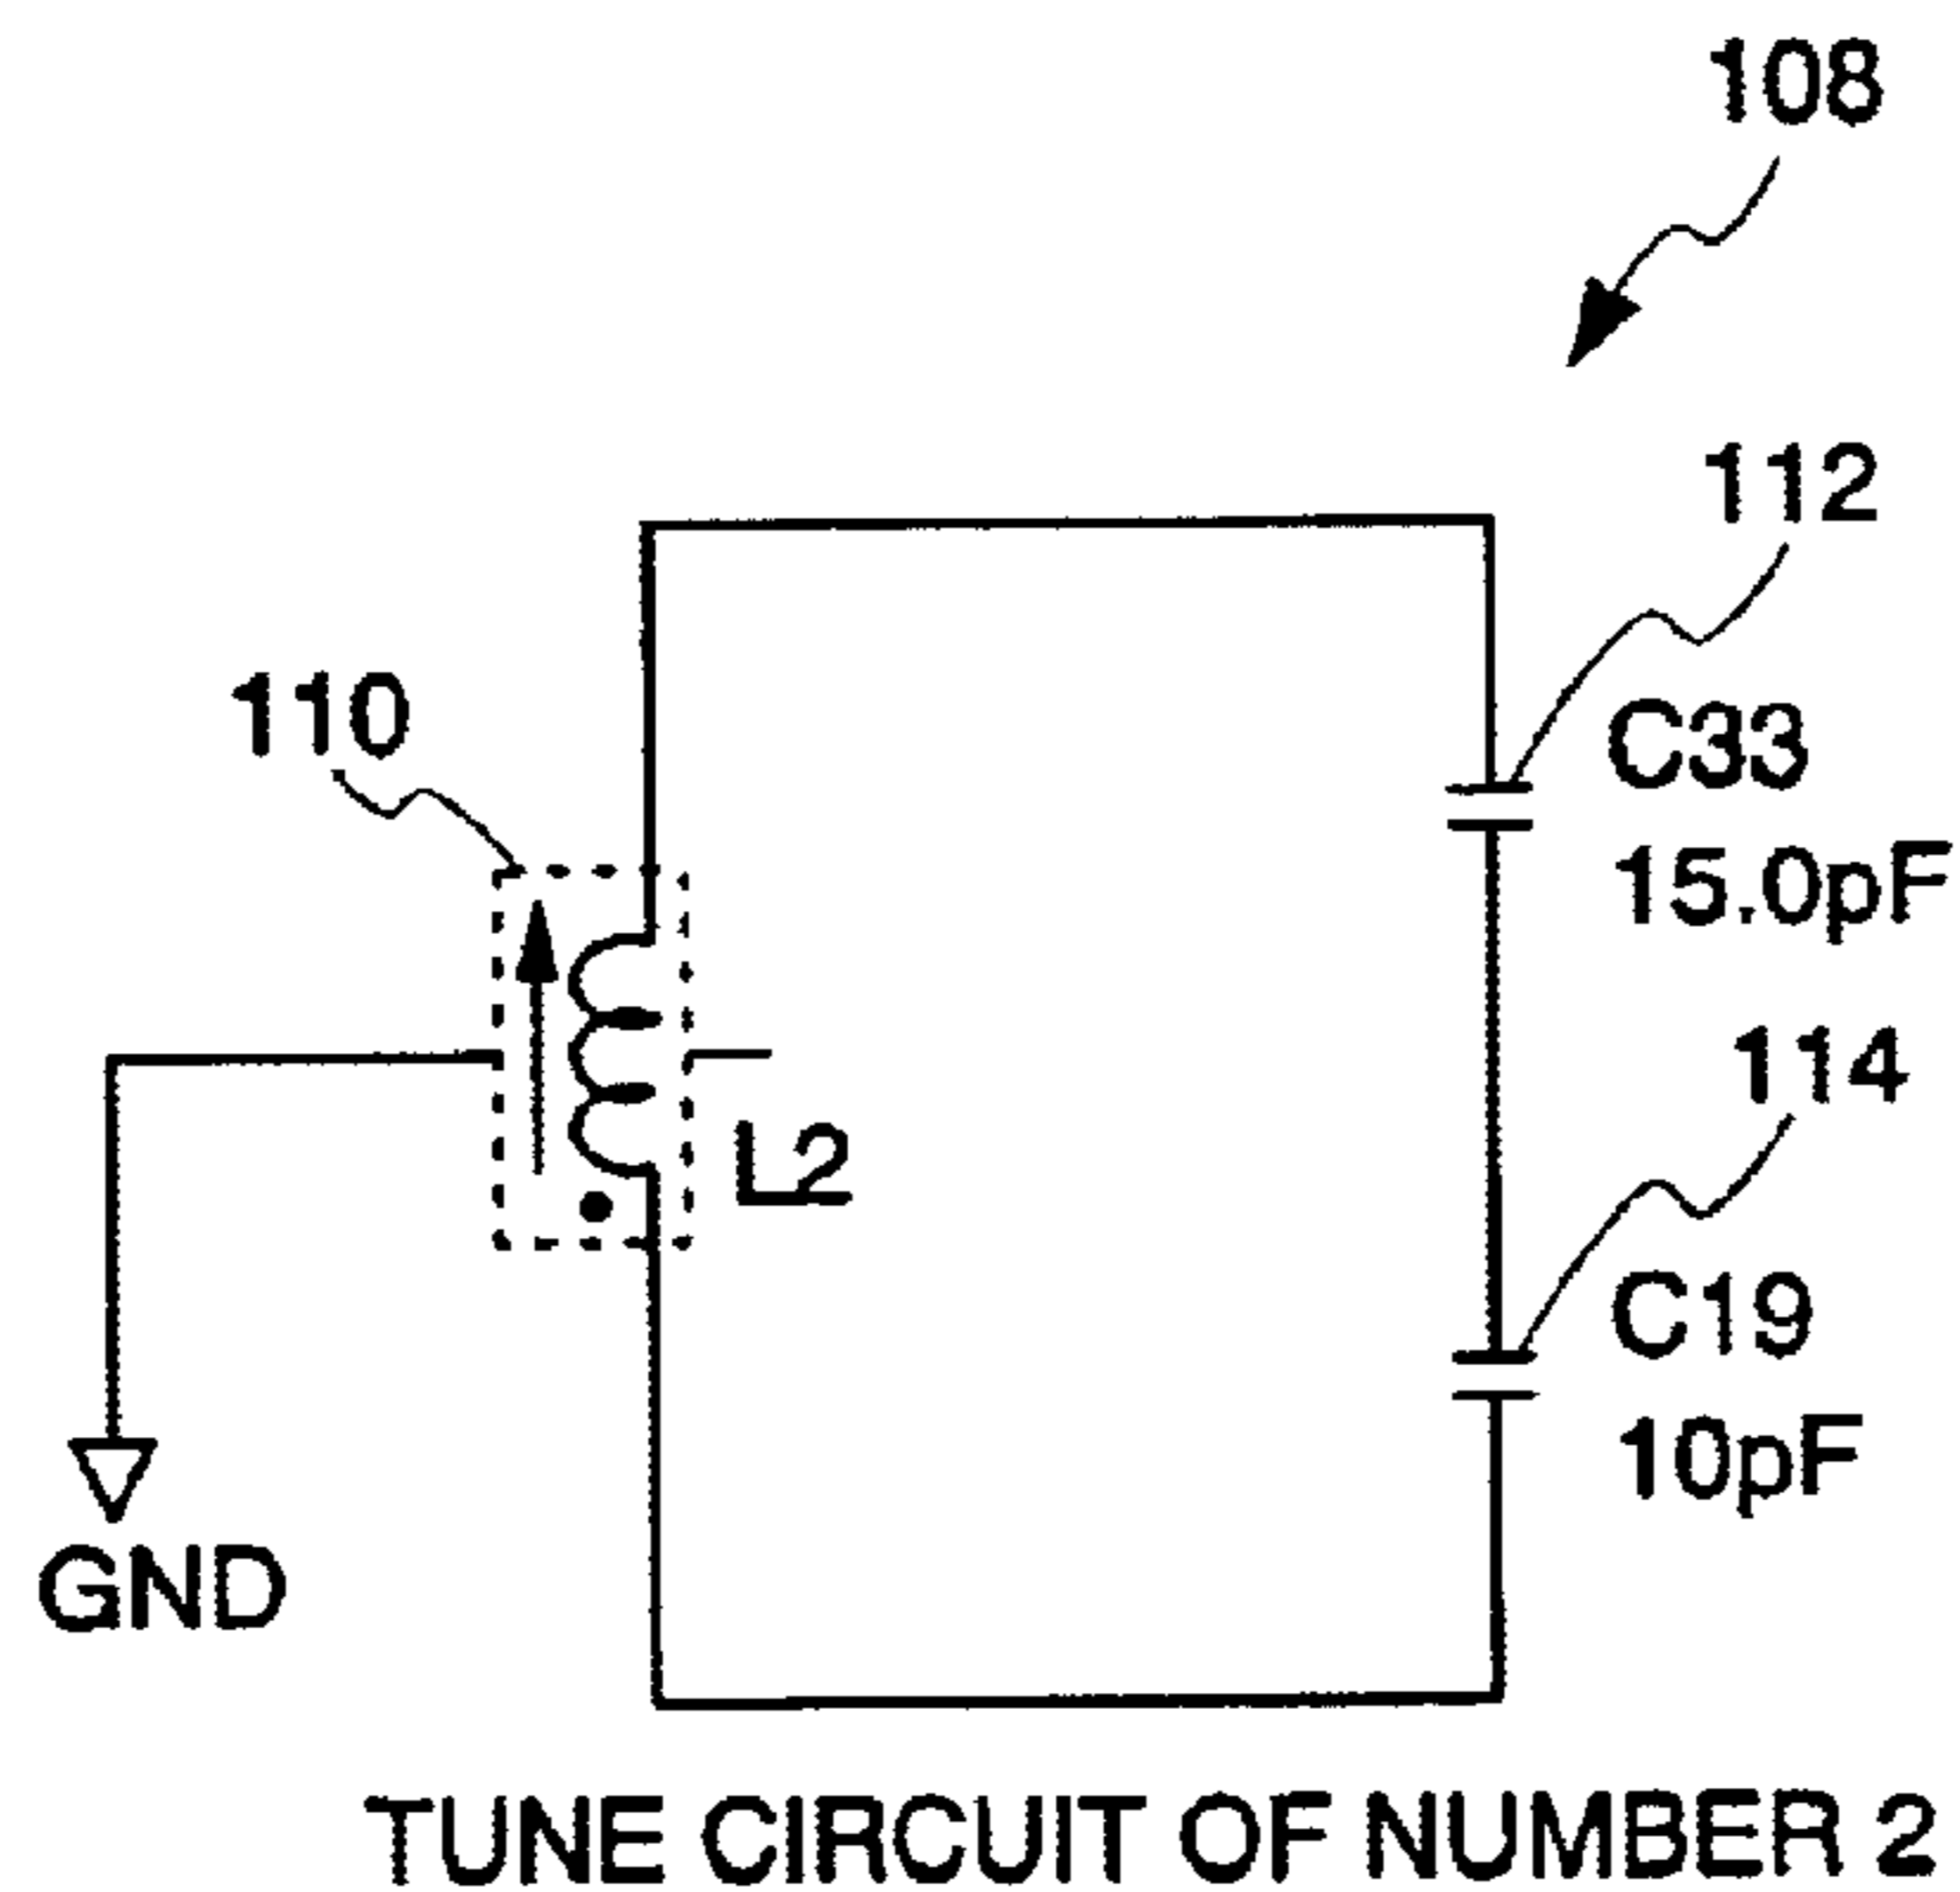 108
112
110
C33
15.0pF
114
L2
C19
10pF
GND
TUNE CIRCUIT OF NUMBER 2